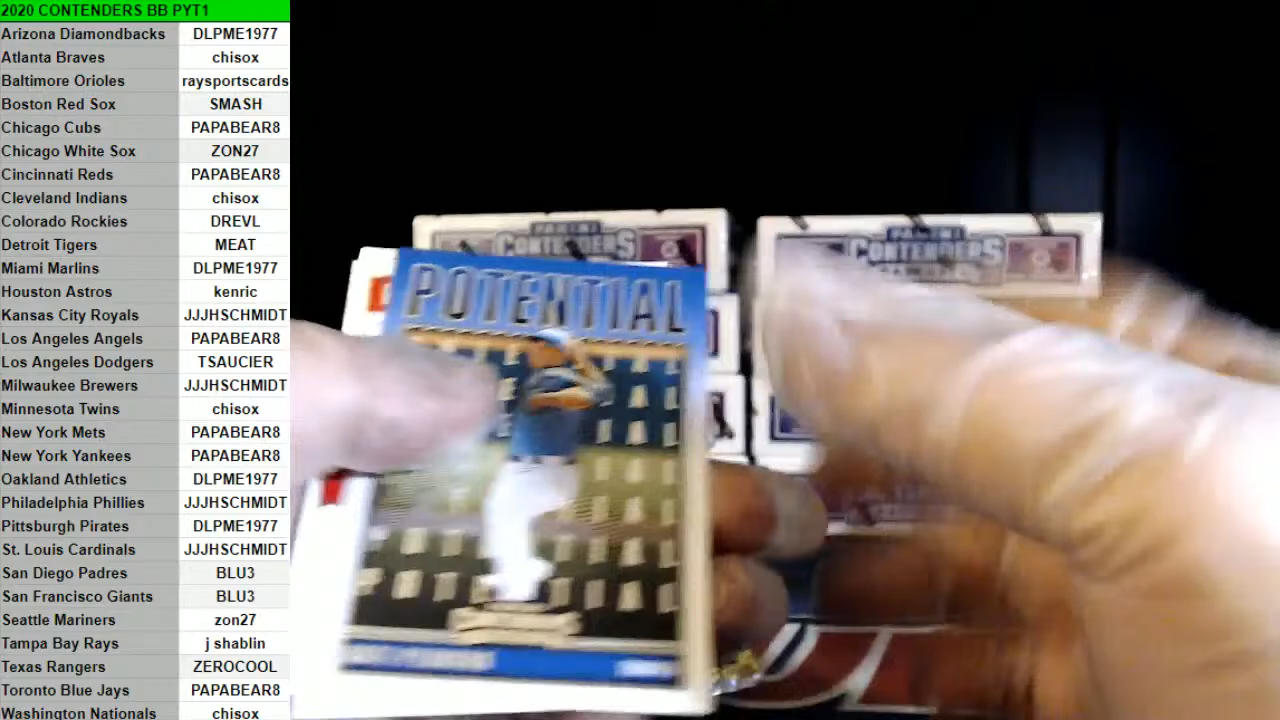 2020 CONTENDERS BB PYT1
Arizona Diamondbacks DLPME1977
Atlanta Braves chisox
Baltimore Orioles raysportscards
Boston Red Sox SMASH
Chicago Cubs PAPABEAR8
Chicago White Sox ZON27
Cincinnati Reds PAPABEAR8
Cleveland Indians chisox
Colorado Rockies DREVL
Detroit Tigers MEAT
Miami Marlins DLPME1977
Houston Astros kenric
Kansas City Royals JJJHSCHMIDT
Los Angeles Angels PAPABEAR8
Los Angeles Dodgers TSAUCIER
Milwaukee Brewers JJJHSCHMIDT
Minnesota Twins chisox
New York Mets PAPABEAR8
New York Yankees PAPABEAR8
Oakland Athletics DLPME1977
Philadelphia Phillies JJJHSCHMIDT
Pittsburgh Pirates DLPME1977
St. Louis Cardinals JJJHSCHMIDT
San Diego Padres BLU3
San Francisco Giants BLU3
Seattle Mariners zon27
Tampa Bay Rays j shablin
Texas Rangers ZEROCOOL
Toronto Blue Jays PAPABEAR8
Washington Nationals chisox
PANINI
CONTENDERS
PANINI
CONTENDERS
POTENTIAL